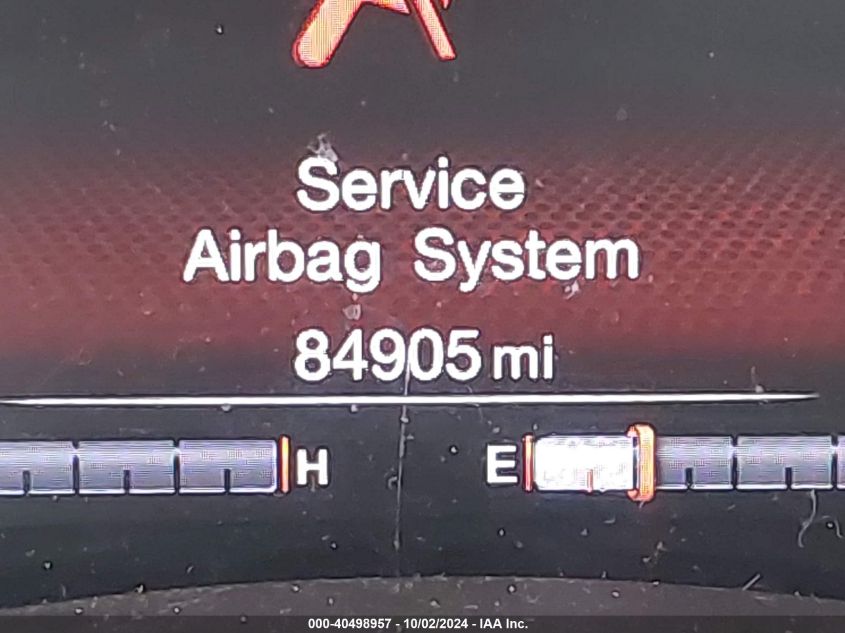 Service
Airbag System
84905 mi
H E
000-40498957 - 10/02/2024 - IAA Inc.